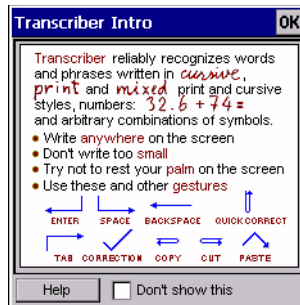 Transcriber Intro OK
Transcriber reliably recognizes words
and phrases written in cursive,
print and mixed print and cursive
styles, numbers: 32.6 + 74 =
and arbitrary combinations of symbols.
• Write anywhere on the screen
• Don't write too small
• Try not to rest your palm on the screen
• Use these and other gestures
ENTER SPACE BACKSPACE QUICK CORRECT
TAB CORRECTION COPY CUT PASTE
Help Don't show this